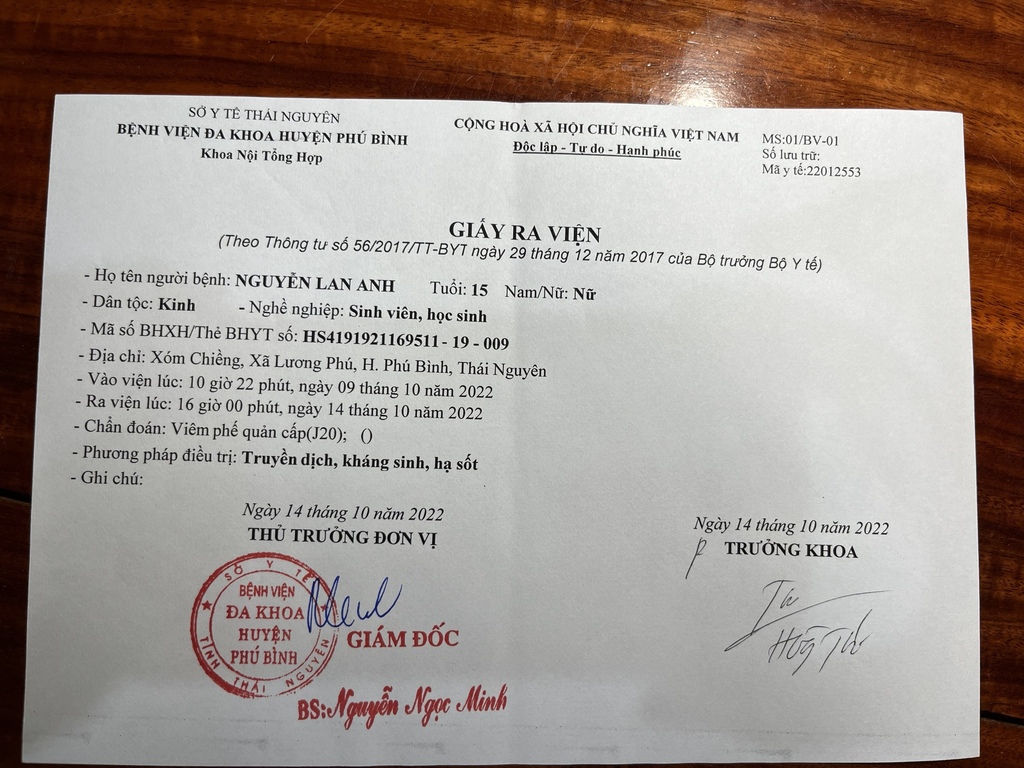 SỞ Y TẾ THÁI NGUYÊN
BỆNH VIỆN ĐA KHOA HUYỆN PHÚ BÌNH
Khoa Nội Tổng Hợp
CỘNG HOÀ XÃ HỘI CHỦ NGHĨA VIỆT NAM
Độc lập - Tự do - Hanh phúc
MS:01/BV-01
Số lưu trữ:
Mã y tế:22012553
GIẤY RA VIỆN
(Theo Thông tư số 56/2017/TT-BYT ngày 29 tháng 12 năm 2017 của Bộ trưởng Bộ Y tế)
- Họ tên người bệnh: NGUYỄN LAN ANH Tuổi: 15 Nam/Nữ: Nữ
- Dân tộc: Kinh - Nghề nghiệp: Sinh viên, học sinh
- Mã số BHXH/Thẻ BHYT số: HS4191921169511 - 19 - 009
- Địa chỉ: Xóm Chiềng, Xã Lương Phú, H. Phú Bình, Thái Nguyên
- Vào viện lúc: 10 giờ 22 phút, ngày 09 tháng 10 năm 2022
- Ra viện lúc: 16 giờ 00 phút, ngày 14 tháng 10 năm 2022
- Chẩn đoán: Viêm phế quản cấp(J20); ()
- Phương pháp điều trị: Truyền dịch, kháng sinh, hạ sốt
- Ghi chú:
Ngày 14 tháng 10 năm 2022
THỦ TRƯỞNG ĐƠN VỊ
SỞ Y TẾ
BỆNH VIỆN
ĐA KHOA
HUYỆN
PHÚ BÌNH
TỈNH THÁI NGUYÊN
GIÁM ĐỐC
BS:Nguyễn Ngọc Minh
Ngày 14 tháng 10 năm 2022
TRƯỞNG KHOA